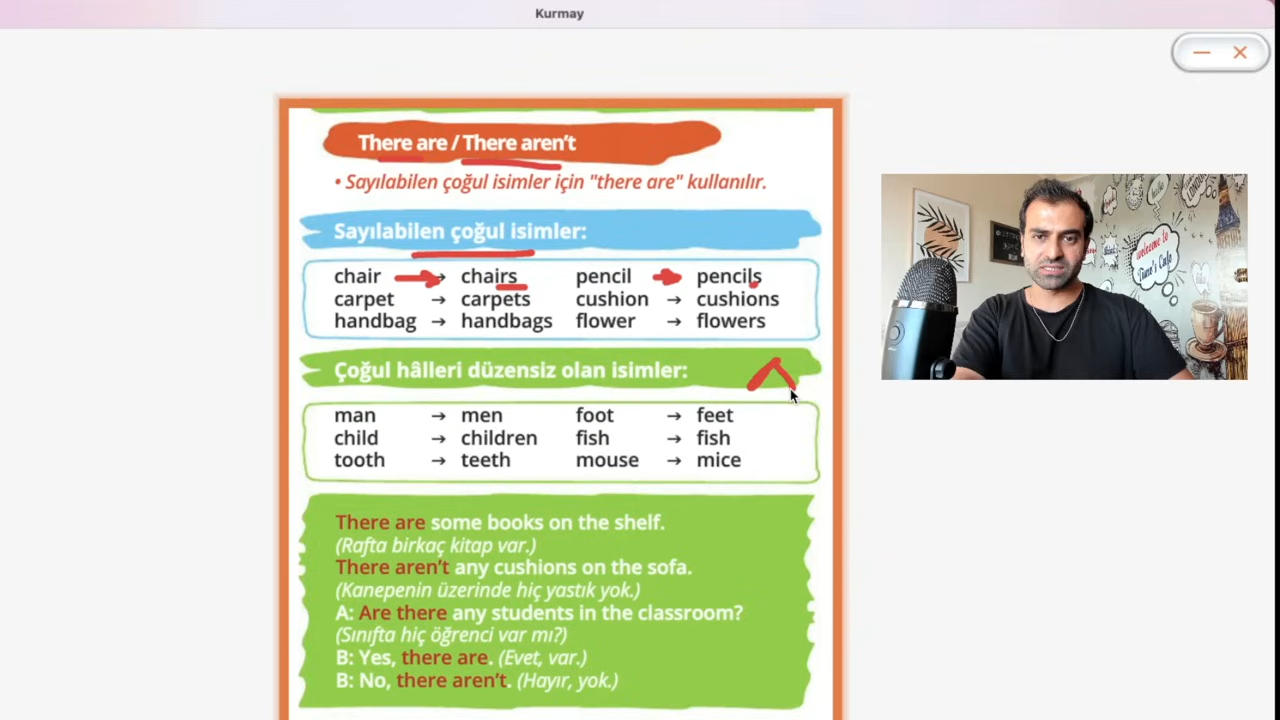 Kurmay
There are / There aren't
• Sayılabilen çoğul isimler için "there are" kullanılır.
Sayılabilen çoğul isimler:
chair → chairs pencil → pencils
carpet → carpets cushion → cushions
handbag → handbags flower → flowers
Çoğul hâlleri düzensiz olan isimler:
man → men foot → feet
child → children fish → fish
tooth → teeth mouse → mice
There are some books on the shelf.
(Rafta birkaç kitap var.)
There aren't any cushions on the sofa.
(Kanepenin üzerinde hiç yastık yok.)
A: Are there any students in the classroom?
(Sınıfta hiç öğrenci var mı?)
B: Yes, there are. (Evet, var.)
B: No, there aren't. (Hayır, yok.)
welcome to